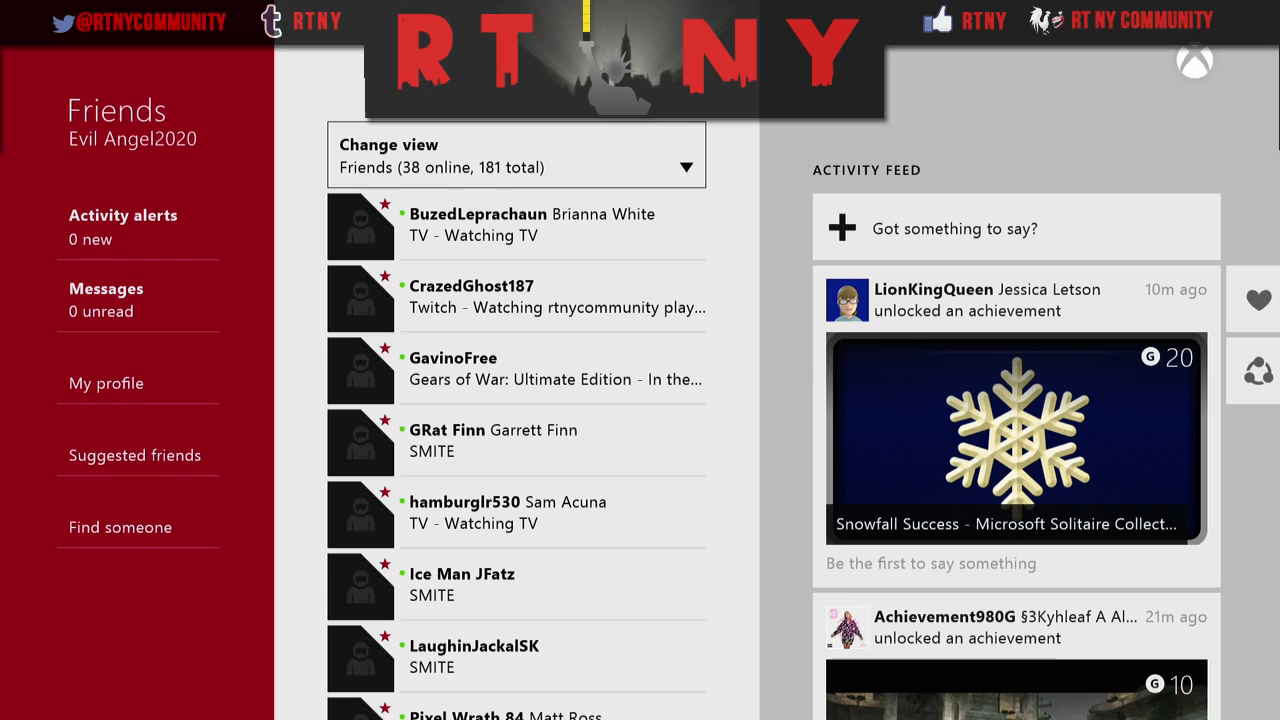 @RTNYCOMMUNITY
RTNY
RTNY
RTNY
RT NY COMMUNITY
Friends
Evil Angel2020
Activity alerts
0 new
Messages
0 unread
My profile
Suggested friends
Find someone
Change view
Friends (38 online, 181 total)
BuzedLeprachaun Brianna White
TV - Watching TV
CrazedGhost187
Twitch - Watching rtnycommunity play...
GavinoFree
Gears of War: Ultimate Edition - In the...
GRat Finn Garrett Finn
SMITE
hamburglr530 Sam Acuna
TV - Watching TV
Ice Man JFatz
SMITE
LaughinJackalSK
SMITE
Pixel Wrath 84 Matt Ross
ACTIVITY FEED
Got something to say?
LionKingQueen Jessica Letson 10m ago
unlocked an achievement
G 20
Snowfall Success - Microsoft Solitaire Collect...
Be the first to say something
Achievement980G §3Kyhleaf A Al... 21m ago
unlocked an achievement
G 10